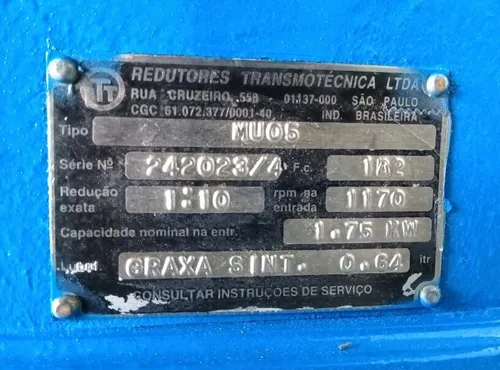 TT
REDUTORES TRANSMOTÉCNICA LTDA
RUA CRUZEIRO 558 01137-000 SÃO PAULO
CGC 61.072.377/0001-40 IND. BRASILEIRA
Tipo MU05
Série Nº 242023/4 F.c. 1R2
Redução exata 1:10 rpm na entrada 1170
Capacidade nominal na entr. 1.75 KW
GRAXA SINT. 0.64 ltr
CONSULTAR INSTRUÇÕES DE SERVIÇO